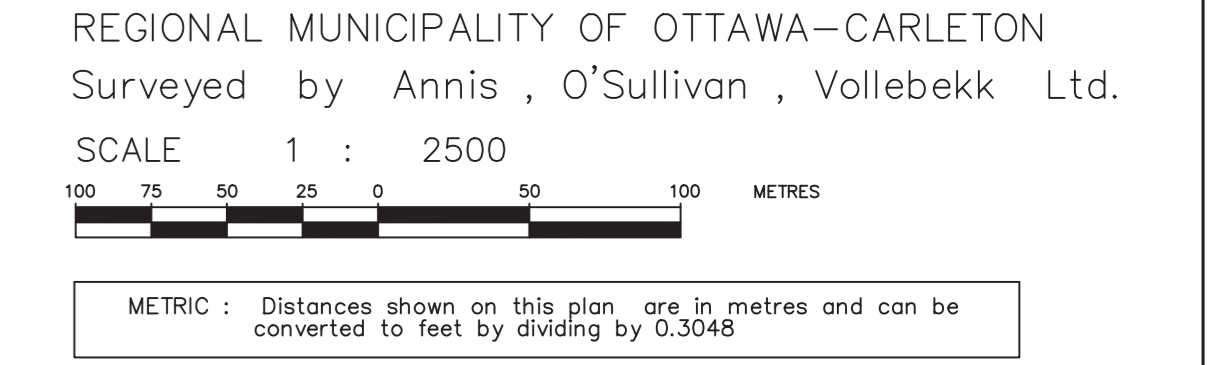 REGIONAL MUNICIPALITY OF OTTAWA-CARLETON
Surveyed by Annis , O'Sullivan , Vollebekk Ltd.
SCALE 1 : 2500
100 75 50 25 0 50 100 METRES
METRIC : Distances shown on this plan are in metres and can be
converted to feet by dividing by 0.3048